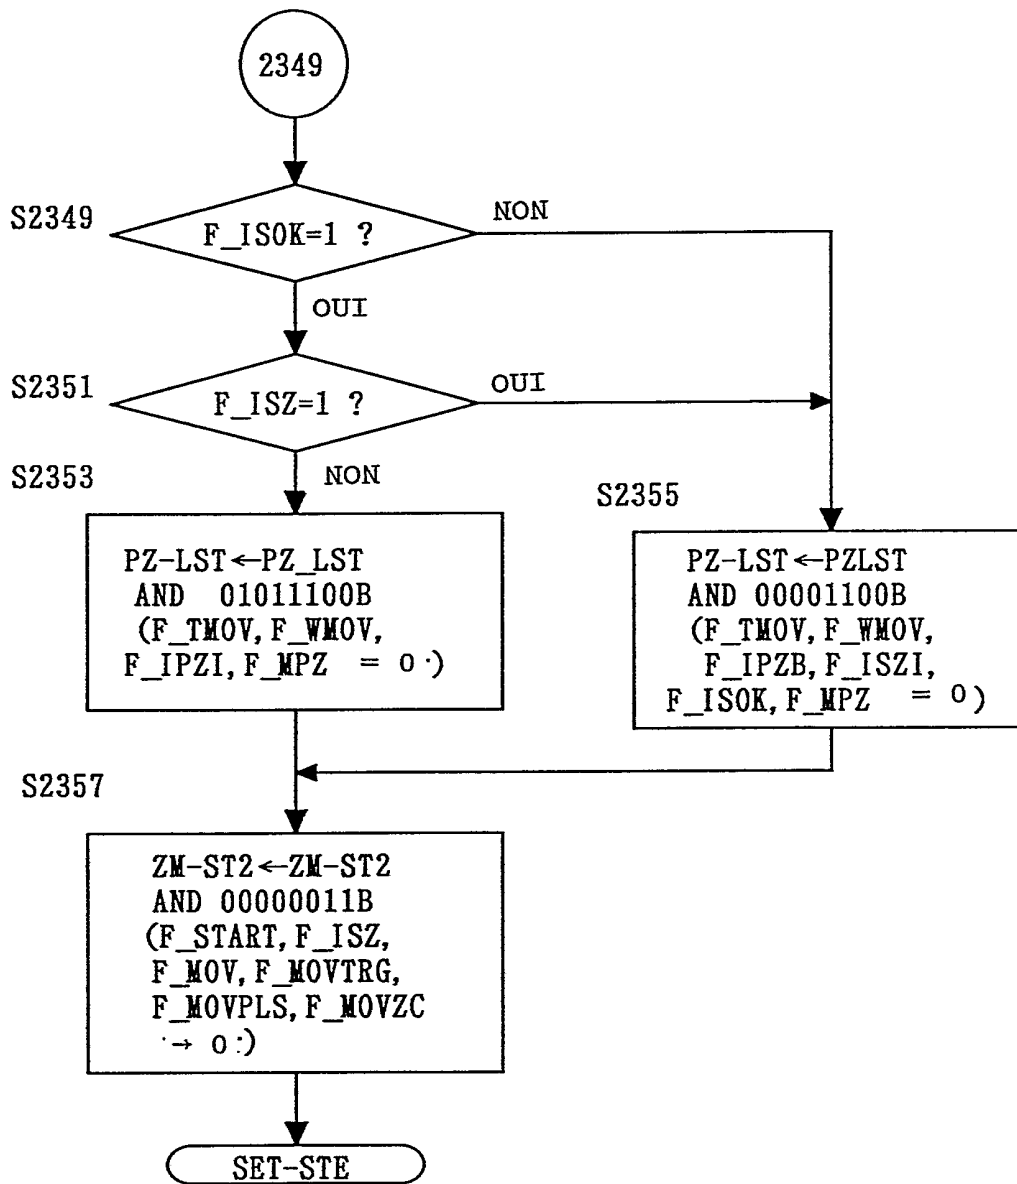 2349
S2349
F_ISOK=1 ?
NON
OUI
S2351
F_ISZ=1 ?
OUI
S2353
NON
PZ-LST←PZ_LST
AND 01011100B
(F_TMOV, F_WMOV,
F_IPZI, F_MPZ = 0)
S2355
PZ-LST←PZLST
AND 00001100B
(F_TMOV, F_WMOV,
F_IPZB, F_ISZI,
F_ISOK, F_MPZ = 0)
S2357
ZM-ST2←ZM-ST2
AND 00000011B
(F_START, F_ISZ,
F_MOV, F_MOVTRG,
F_MOVPLS, F_MOVZC
→ 0)
SET-STE